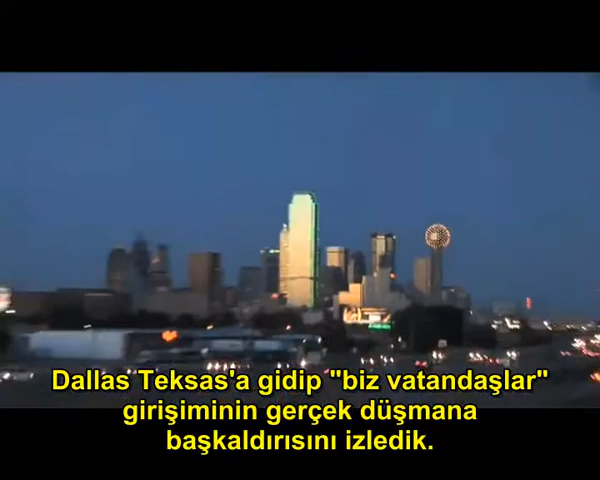 Dallas Teksas'a gidip "biz vatandaşlar"
girişiminin gerçek düşmana
başkaldırısını izledik.